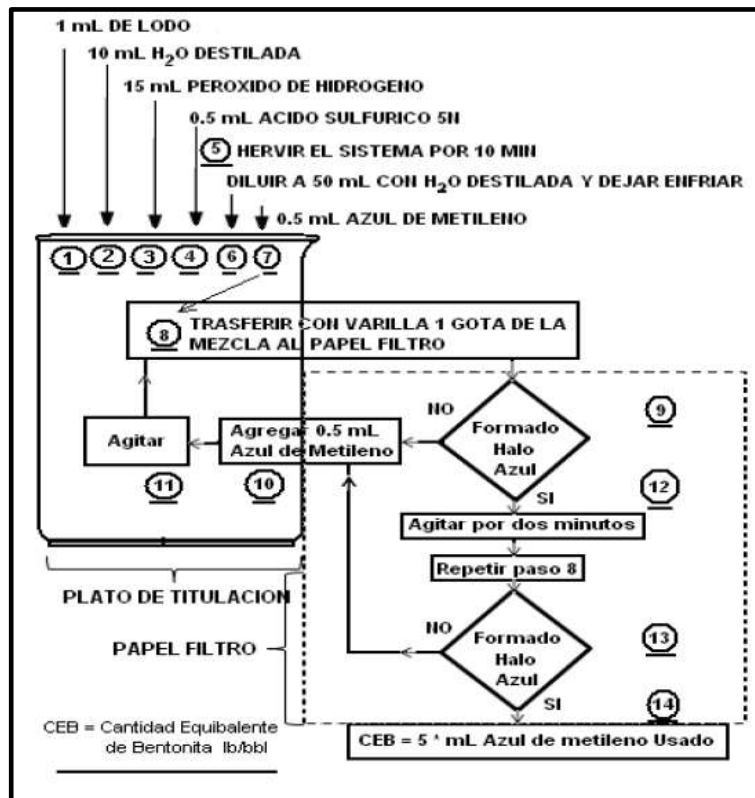 1 mL DE LODO
10 mL H₂O DESTILADA
15 mL PEROXIDO DE HIDROGENO
0.5 mL ACIDO SULFURICO 5N
5 HERVIR EL SISTEMA POR 10 MIN
DILUIR A 50 mL CON H₂O DESTILADA Y DEJAR ENFRIAR
0.5 mL AZUL DE METILENO
1 2 3 4 6 7
8 TRASFERIR CON VARILLA 1 GOTA DE LA
MEZCLA AL PAPEL FILTRO
NO
Formado
Halo
Azul
9
Agregar 0.5 mL
Azul de Metileno
Agitar
11
10
SI
12
Agitar por dos minutos
Repetir paso 8
PLATO DE TITULACION
PAPEL FILTRO
NO
Formado
Halo
Azul
13
SI
14
CEB = Cantidad Equibalente
de Bentonita lb/bbl
CEB = 5 * mL Azul de metileno Usado